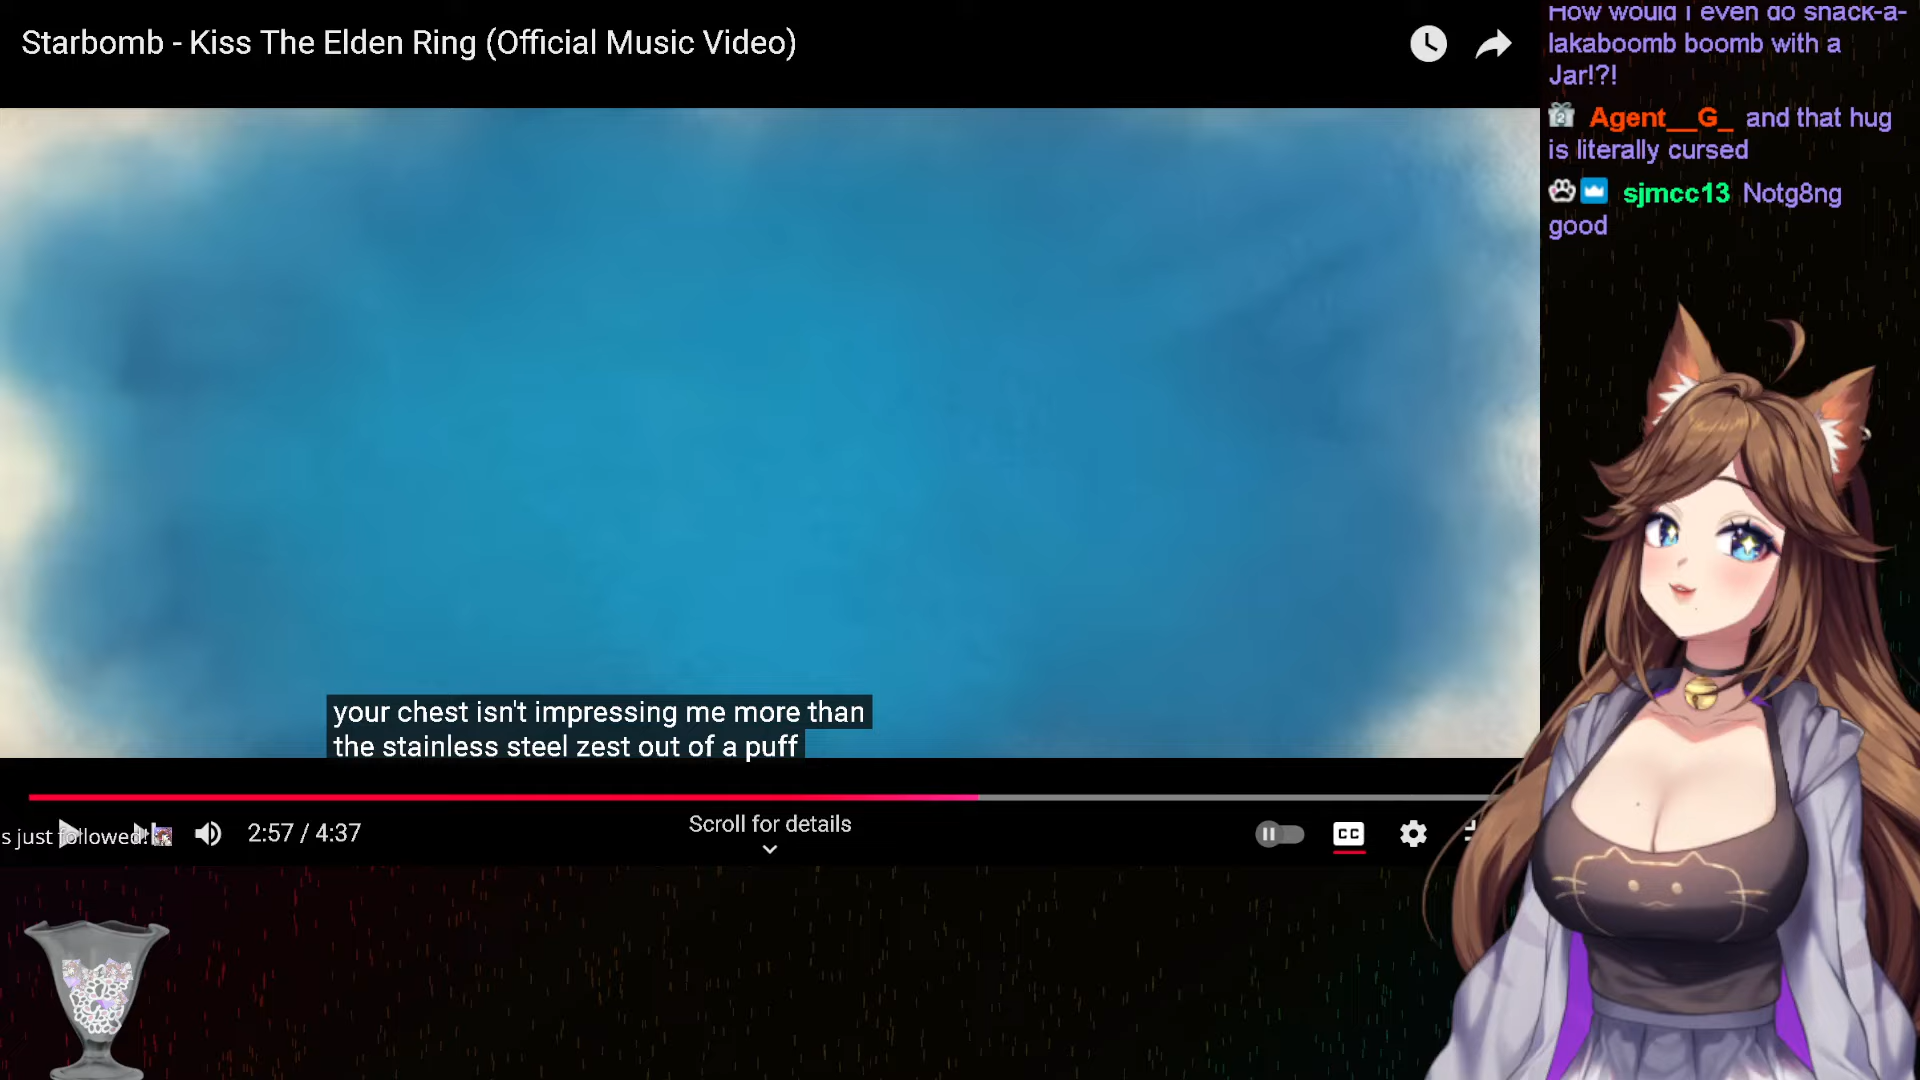 Starbomb - Kiss The Elden Ring (Official Music Video)
How would I even do snack-a-
lakaboomb boomb with a
Jar!?!
2 Agent__G_ and that hug
is literally cursed
sjmcc13 Notg8ng
good
your chest isn't impressing me more than
the stainless steel zest out of a puff
Scroll for details
s just followed!
2:57 / 4:37
CC